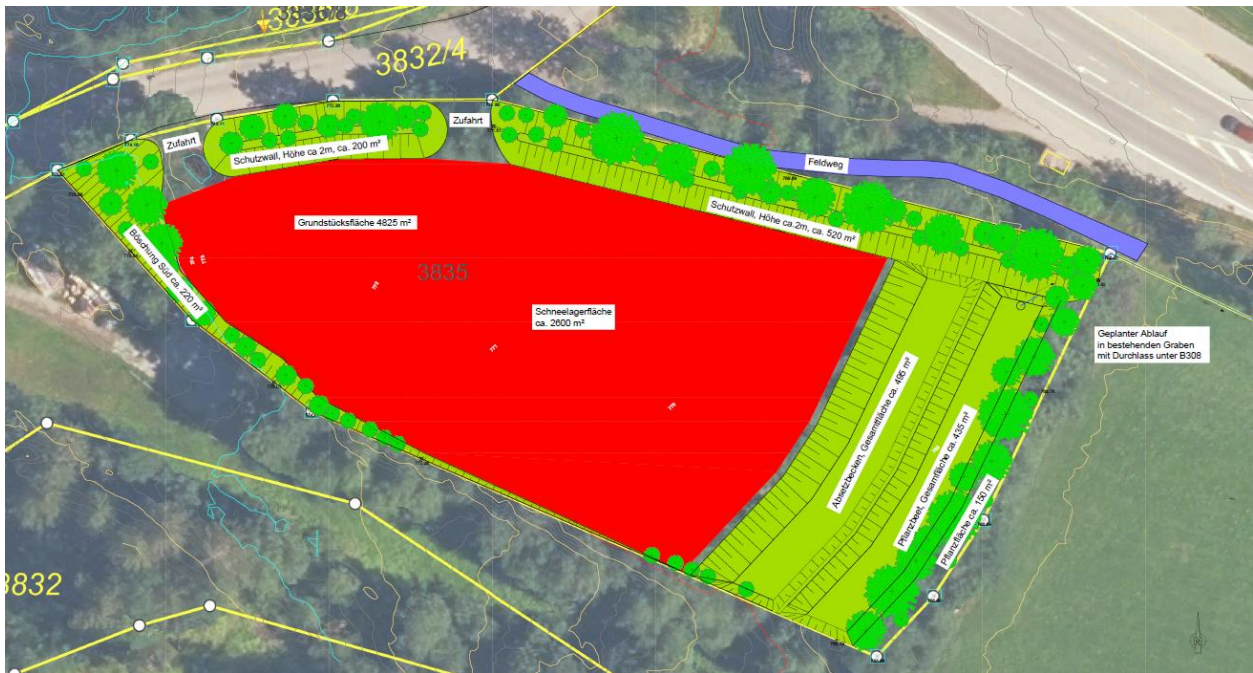 3832/4
Zufahrt
Zufahrt
Schutzwall, Höhe ca 2m, ca. 200 m²
Feldweg
Schutzwall, Höhe ca.2m, ca. 520 m²
Grundstücksfläche 4825 m²
Böschung Süd ca. 220 m²
3835
Schneelagerfläche
ca. 2600 m²
Geplanter Ablauf
in bestehenden Graben
mit Durchlass unter B308
Absetzbecken, Gesamtfläche ca. 495 m²
Pflanzbeet, Gesamtfläche ca. 435 m²
Pflanzfläche ca. 150 m²
3832